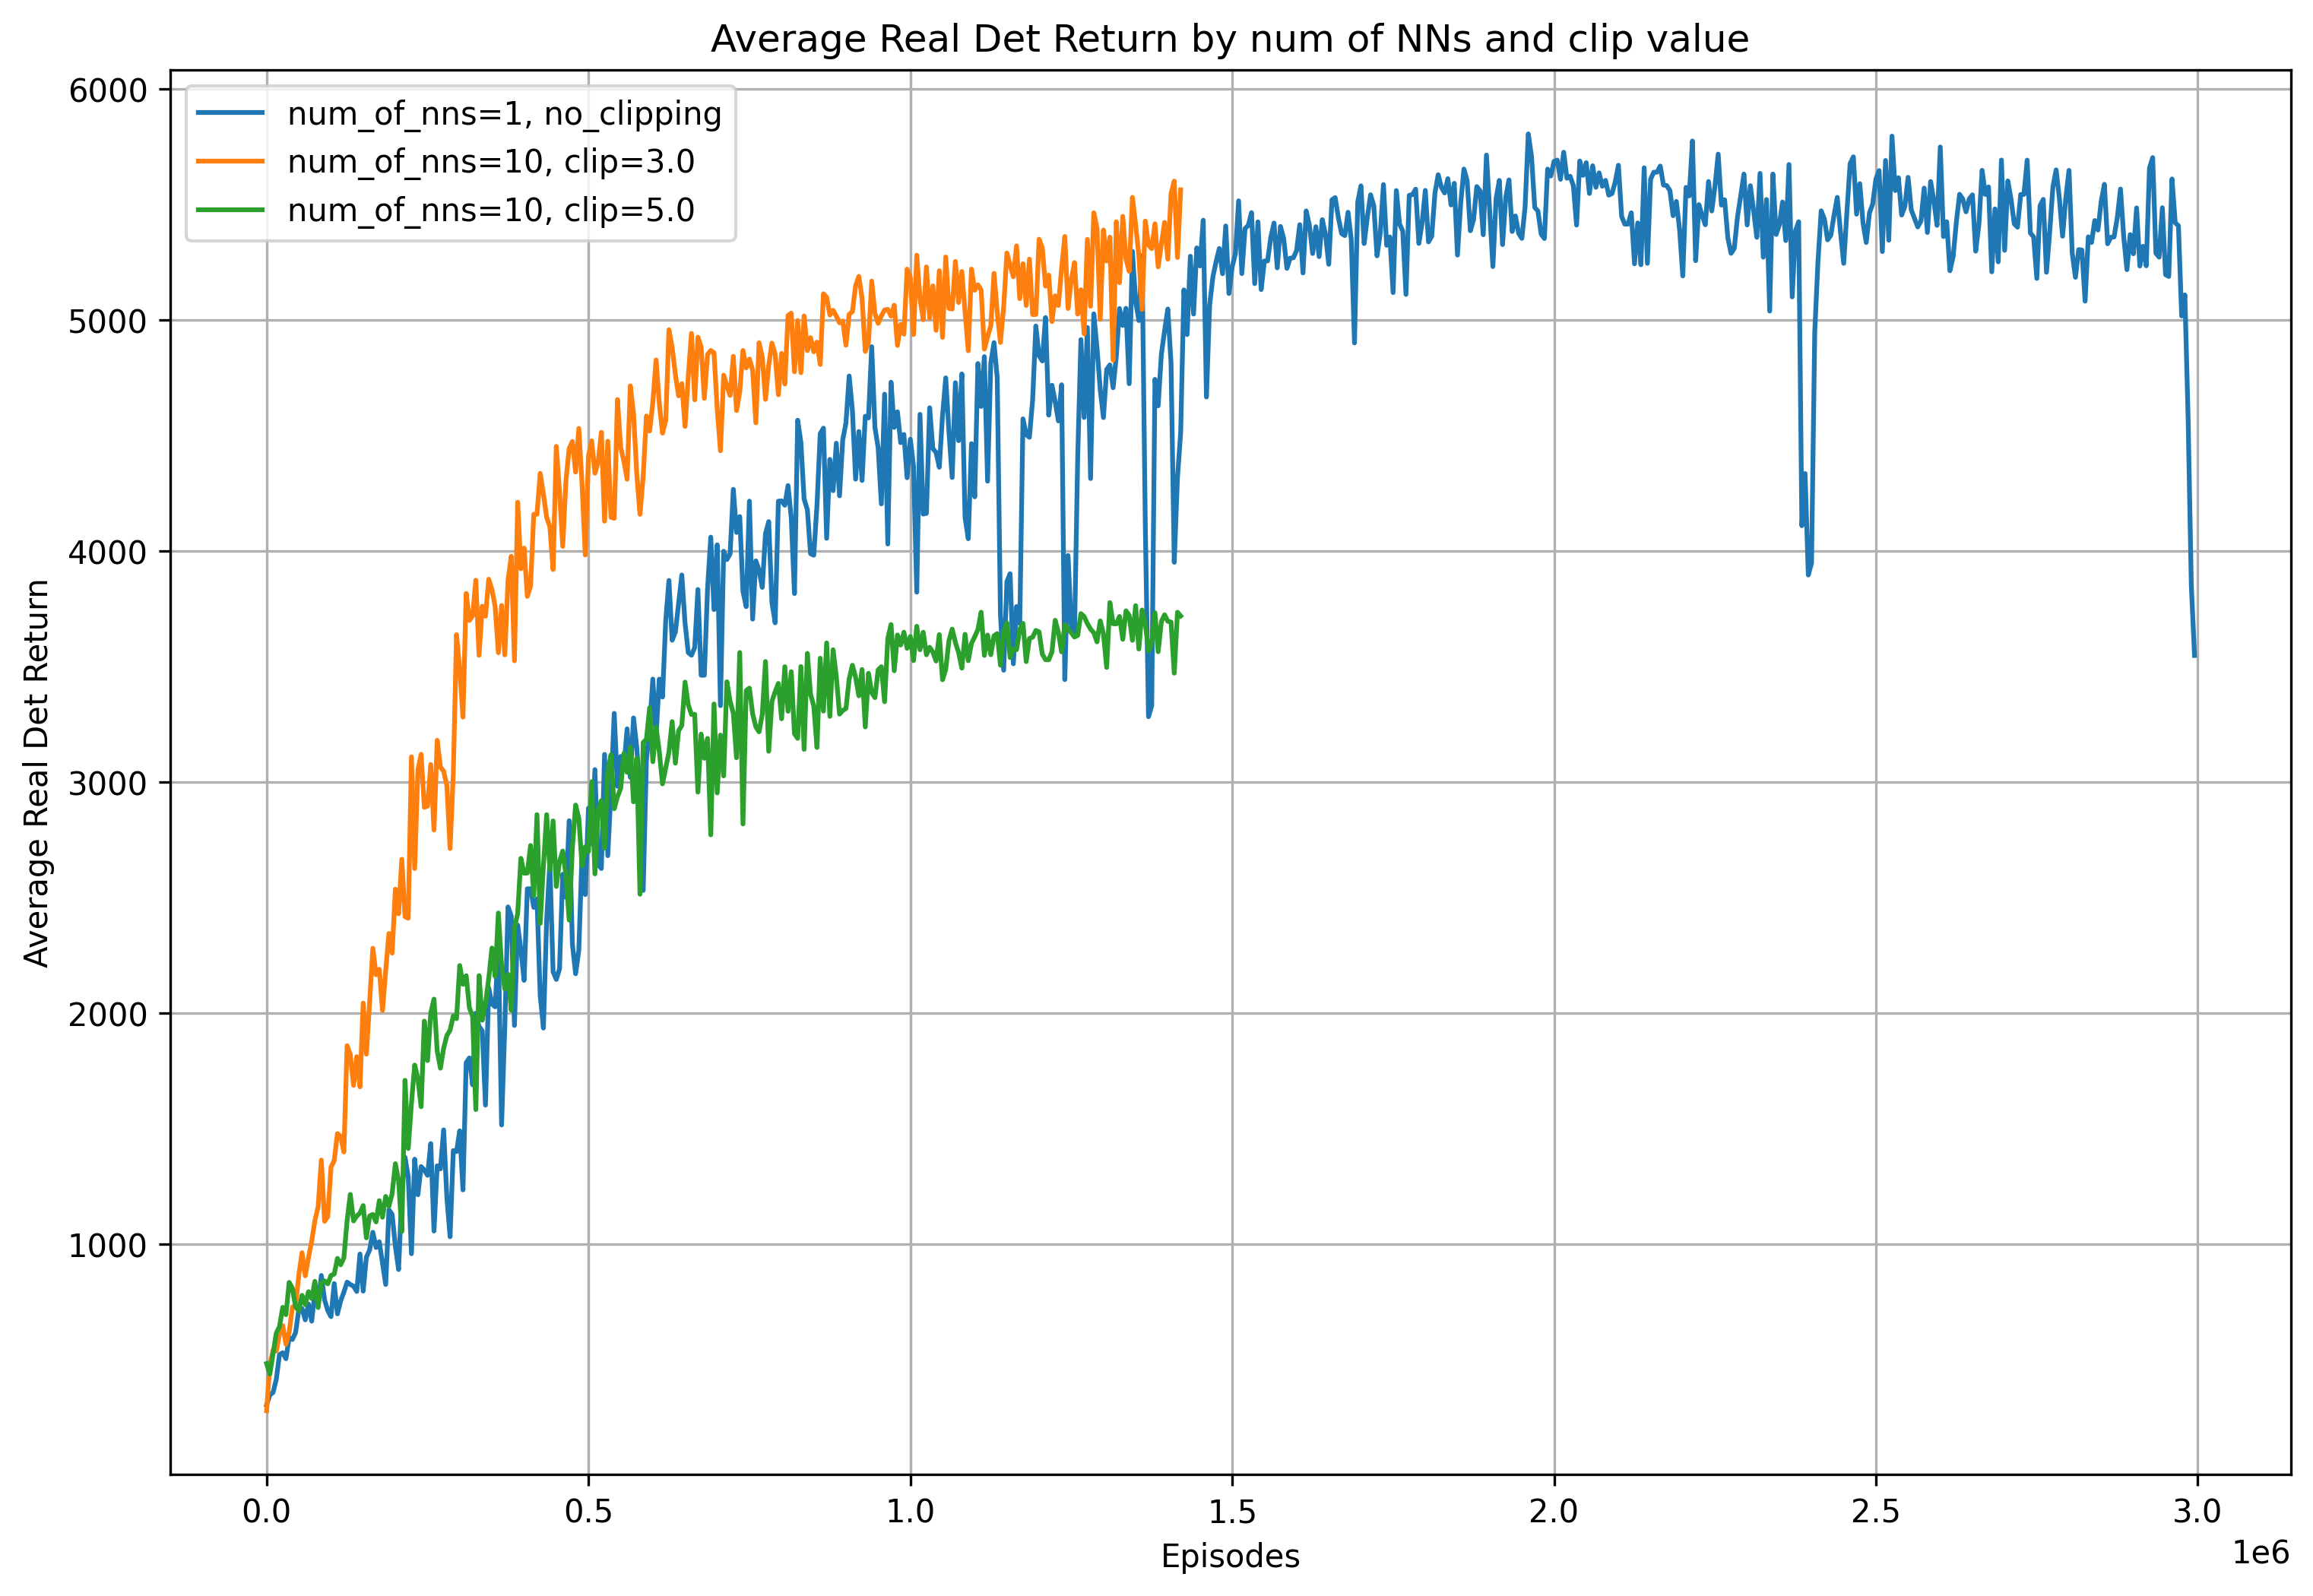 Average Real Det Return by num of NNs and clip value
num_of_nns=1, no_clipping
num_of_nns=10, clip=3.0
num_of_nns=10, clip=5.0
Average Real Det Return
6000
5000
4000
3000
2000
1000
0.0 0.5 1.0 1.5 2.0 2.5 3.0
Episodes
1e6